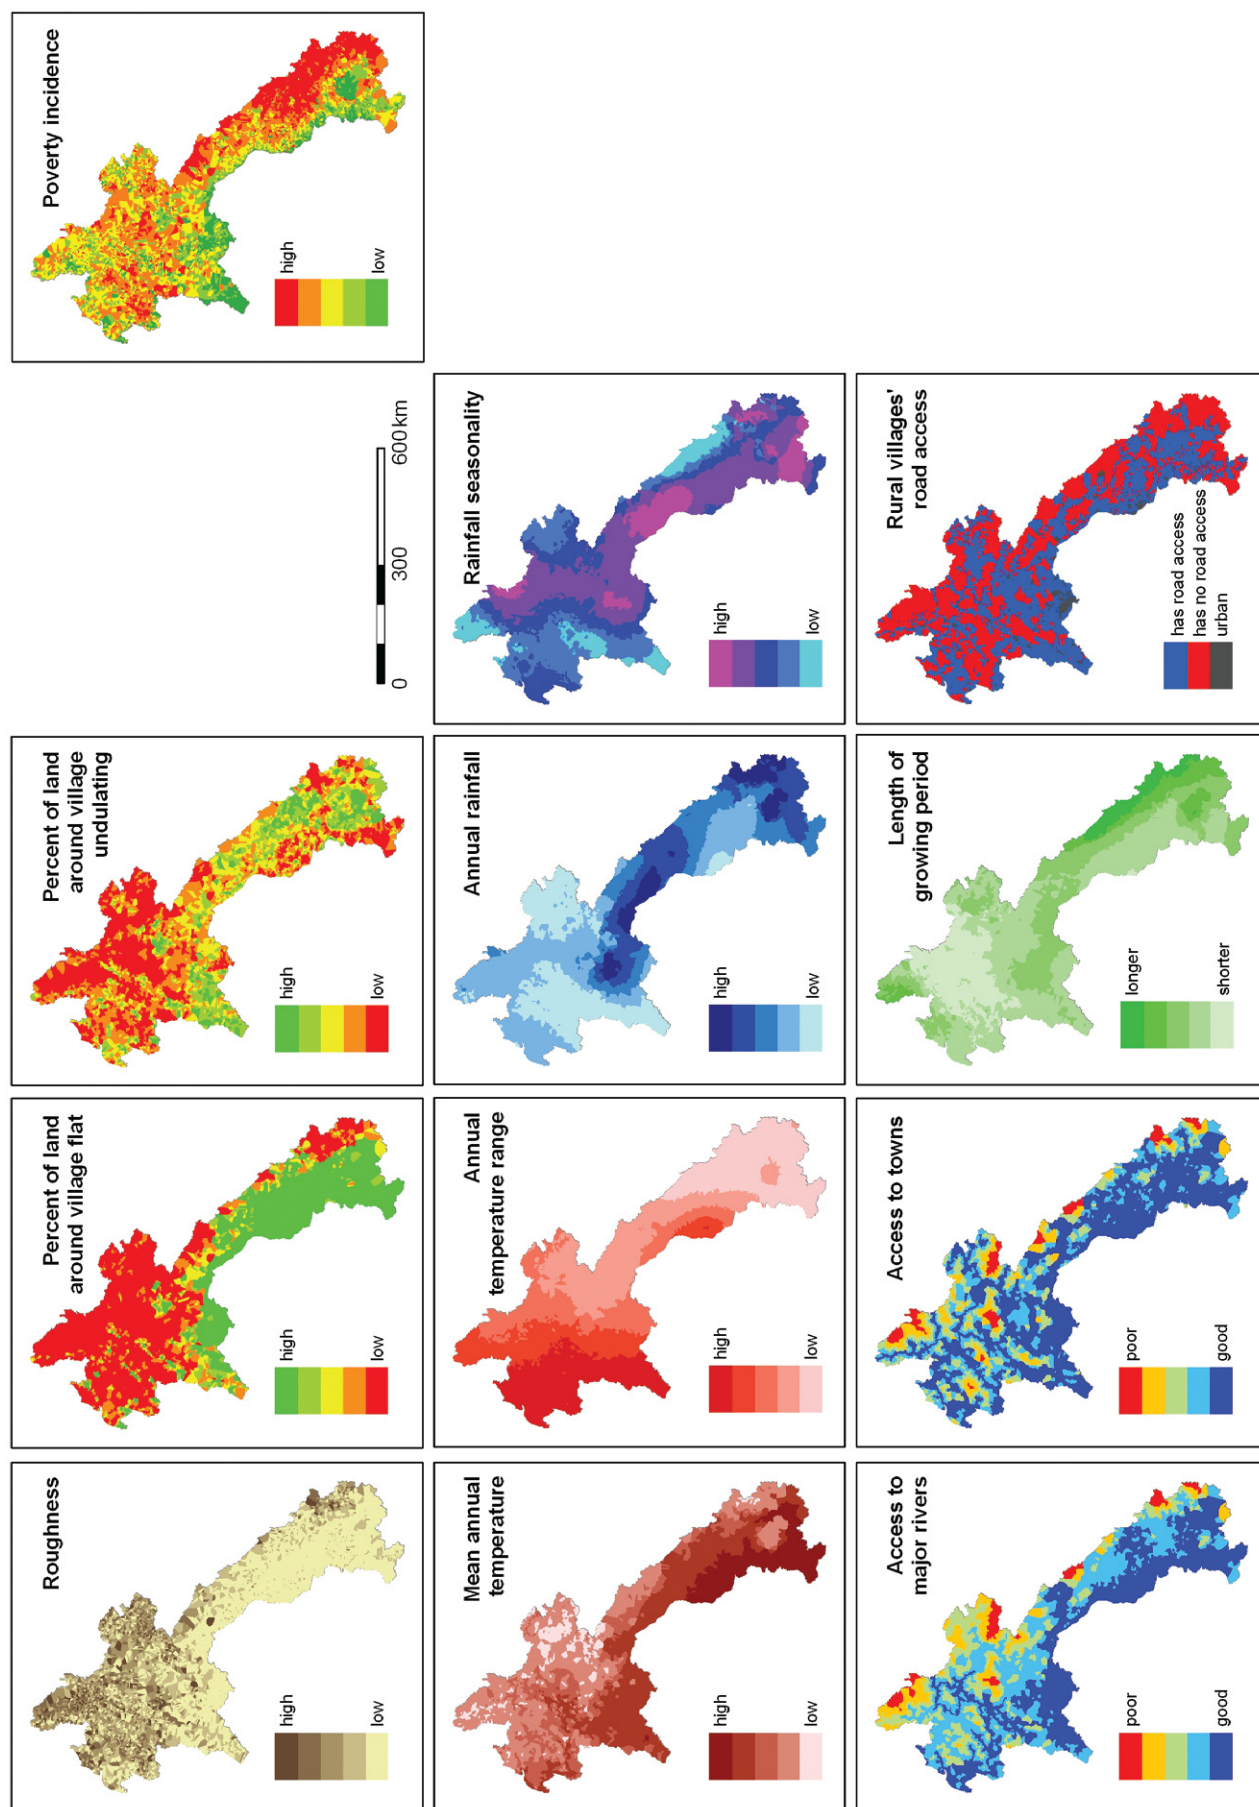 Roughness
high
low
Percent of land
around village flat
high
low
Percent of land
around village
undulating
high
low
Poverty incidence
high
low
0 300 600 km
Mean annual
temperature
high
low
Annual
temperature range
high
low
Annual rainfall
high
low
Rainfall seasonality
high
low
Access to
major rivers
poor
good
Access to towns
poor
good
Length of
growing period
longer
shorter
Rural villages'
road access
has road access
has no road access
urban